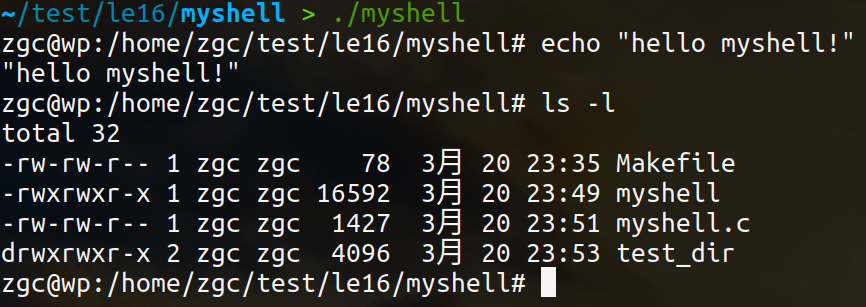 ~/test/le16/myshell > ./myshell
zgc@wp:/home/zgc/test/le16/myshell# echo "hello myshell!"
"hello myshell!"
zgc@wp:/home/zgc/test/le16/myshell# ls -l
total 32
-rw-rw-r-- 1 zgc zgc    78  3月 20 23:35 Makefile
-rwxrwxr-x 1 zgc zgc 16592  3月 20 23:49 myshell
-rw-rw-r-- 1 zgc zgc  1427  3月 20 23:51 myshell.c
drwxrwxr-x 2 zgc zgc  4096  3月 20 23:53 test_dir
zgc@wp:/home/zgc/test/le16/myshell#